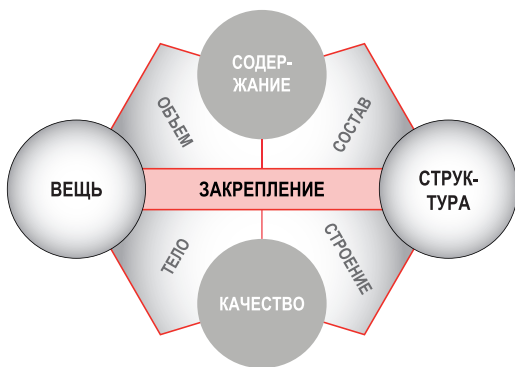 СОДЕР-
ЖАНИЕ
ОБЪЕМ
СОСТАВ
ВЕЩЬ
ЗАКРЕПЛЕНИЕ
СТРУК-
ТУРА
ТЕЛО
СТРОЕНИЕ
КАЧЕСТВО